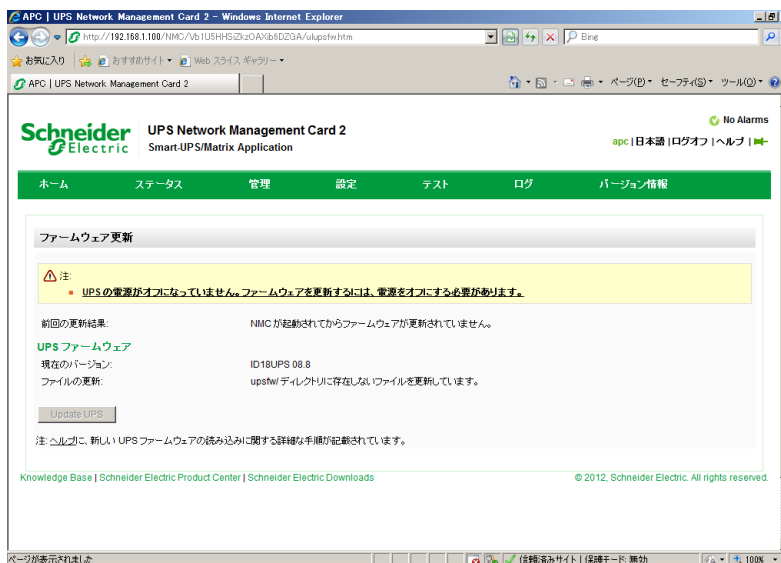 APC | UPS Network Management Card 2 - Windows Internet Explorer
http://192.168.1.100/NMC/Vb1U5HHSiZkzOAXib6DZGA/ulupsfw.htm
Bing
お気に入り おすすめサイト Web スライス ギャラリー
APC | UPS Network Management Card 2
ページ(P) セーフティ(S) ツール(O)
No Alarms
Schneider Electric
UPS Network Management Card 2
Smart-UPS/Matrix Application
apc | 日本語 | ログオフ | ヘルプ |
ホーム ステータス 管理 設定 テスト ログ バージョン情報
ファームウェア更新
注:
UPS の電源がオフになっていません。ファームウェアを更新するには、電源をオフにする必要があります。
前回の更新結果: NMC が起動されてからファームウェアが更新されていません。
UPS ファームウェア
現在のバージョン: ID18UPS 08.8
ファイルの更新: upsfw/ ディレクトリに存在しないファイルを更新しています。
Update UPS
注: ヘルプに、新しい UPS ファームウェアの読み込みに関する詳細な手順が記載されています。
Knowledge Base | Schneider Electric Product Center | Schneider Electric Downloads
© 2012, Schneider Electric. All rights reserved.
ページが表示されました
信頼済みサイト | 保護モード: 無効
100%